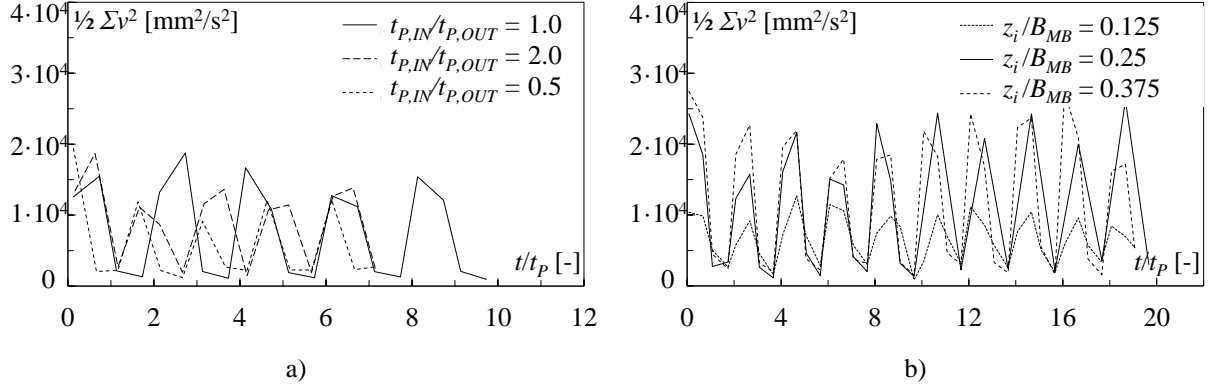 4·10⁴
½ Σv² [mm²/s²]
t_P,IN/t_P,OUT = 1.0
t_P,IN/t_P,OUT = 2.0
t_P,IN/t_P,OUT = 0.5
3·10⁴
2·10⁴
1·10⁴
0
t/t_P [-]
0 2 4 6 8 10 12
a)
4·10⁴
½ Σv² [mm²/s²]
z_i/B_MB = 0.125
z_i/B_MB = 0.25
z_i/B_MB = 0.375
3·10⁴
2·10⁴
1·10⁴
0
t/t_P [-]
0 4 8 12 16 20
b)